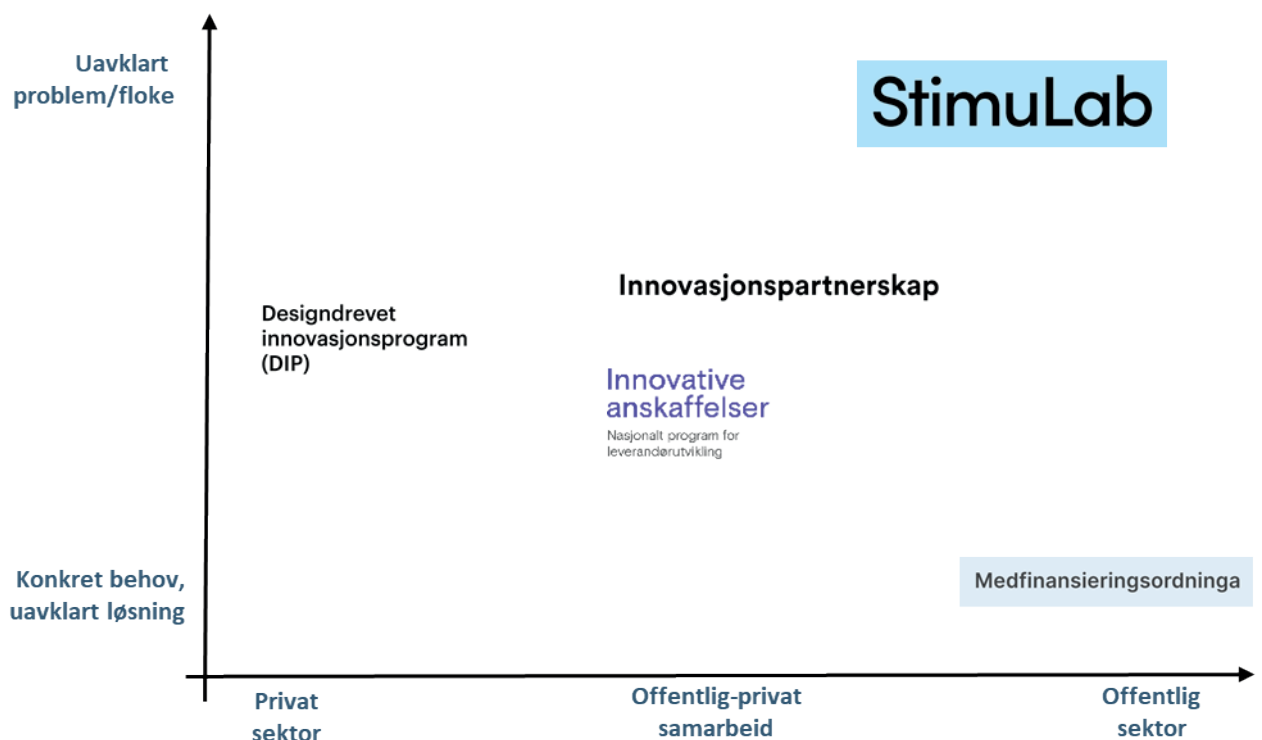 Uavklart
problem/floke
StimuLab
Innovasjonspartnerskap
Designdrevet
innovasjonsprogram
(DIP)
Innovative
anskaffelser
Nasjonalt program for
leverandørutvikling
Konkret behov,
uavklart løsning
Medfinansieringsordninga
Privat
sektor
Offentlig-privat
samarbeid
Offentlig
sektor